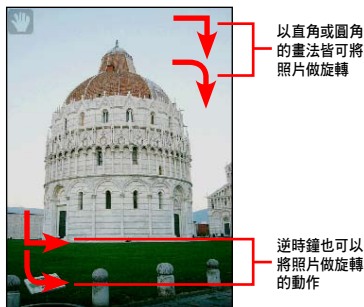 以直角或圓角
的畫法皆可將
照片做旋轉
逆時鐘也可以
將照片做旋轉
的動作